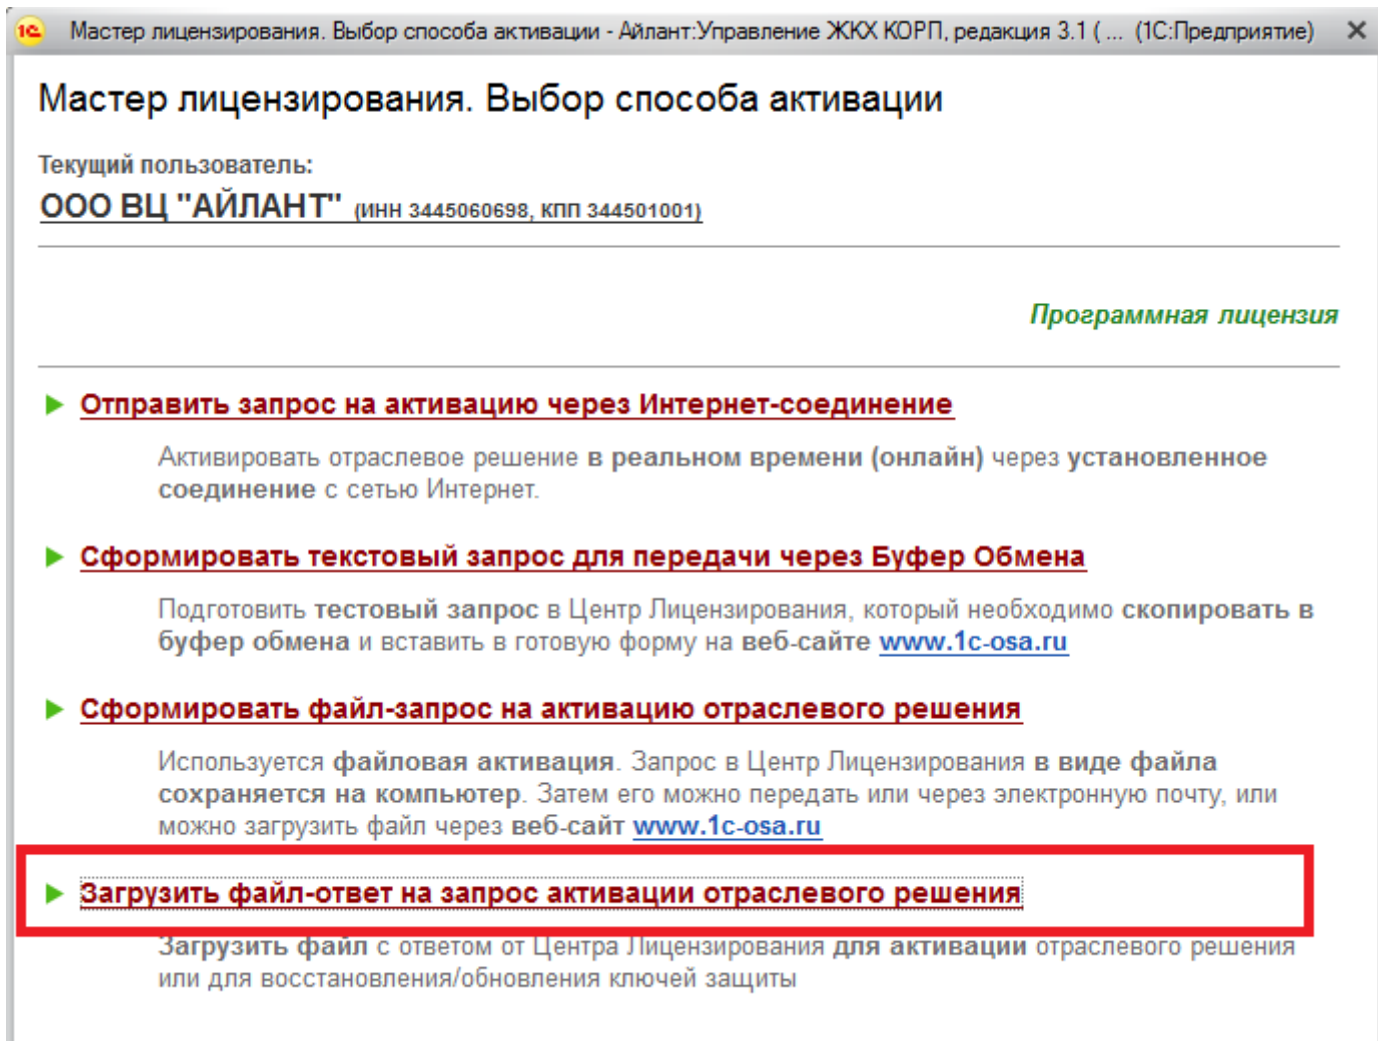 1С Мастер лицензирования. Выбор способа активации - Айлант:Управление ЖКХ КОРП, редакция 3.1 ( ... (1С:Предприятие)
Мастер лицензирования. Выбор способа активации
Текущий пользователь:
ООО ВЦ "АЙЛАНТ" (ИНН 3445060698, КПП 344501001)
Программная лицензия
Отправить запрос на активацию через Интернет-соединение
Активировать отраслевое решение в реальном времени (онлайн) через установленное
соединение с сетью Интернет.
Сформировать текстовый запрос для передачи через Буфер Обмена
Подготовить тестовый запрос в Центр Лицензирования, который необходимо скопировать в
буфер обмена и вставить в готовую форму на веб-сайте www.1c-osa.ru
Сформировать файл-запрос на активацию отраслевого решения
Используется файловая активация. Запрос в Центр Лицензирования в виде файла
сохраняется на компьютер. Затем его можно передать или через электронную почту, или
можно загрузить файл через веб-сайт www.1c-osa.ru
Загрузить файл-ответ на запрос активации отраслевого решения
Загрузить файл с ответом от Центра Лицензирования для активации отраслевого решения
или для восстановления/обновления ключей защиты